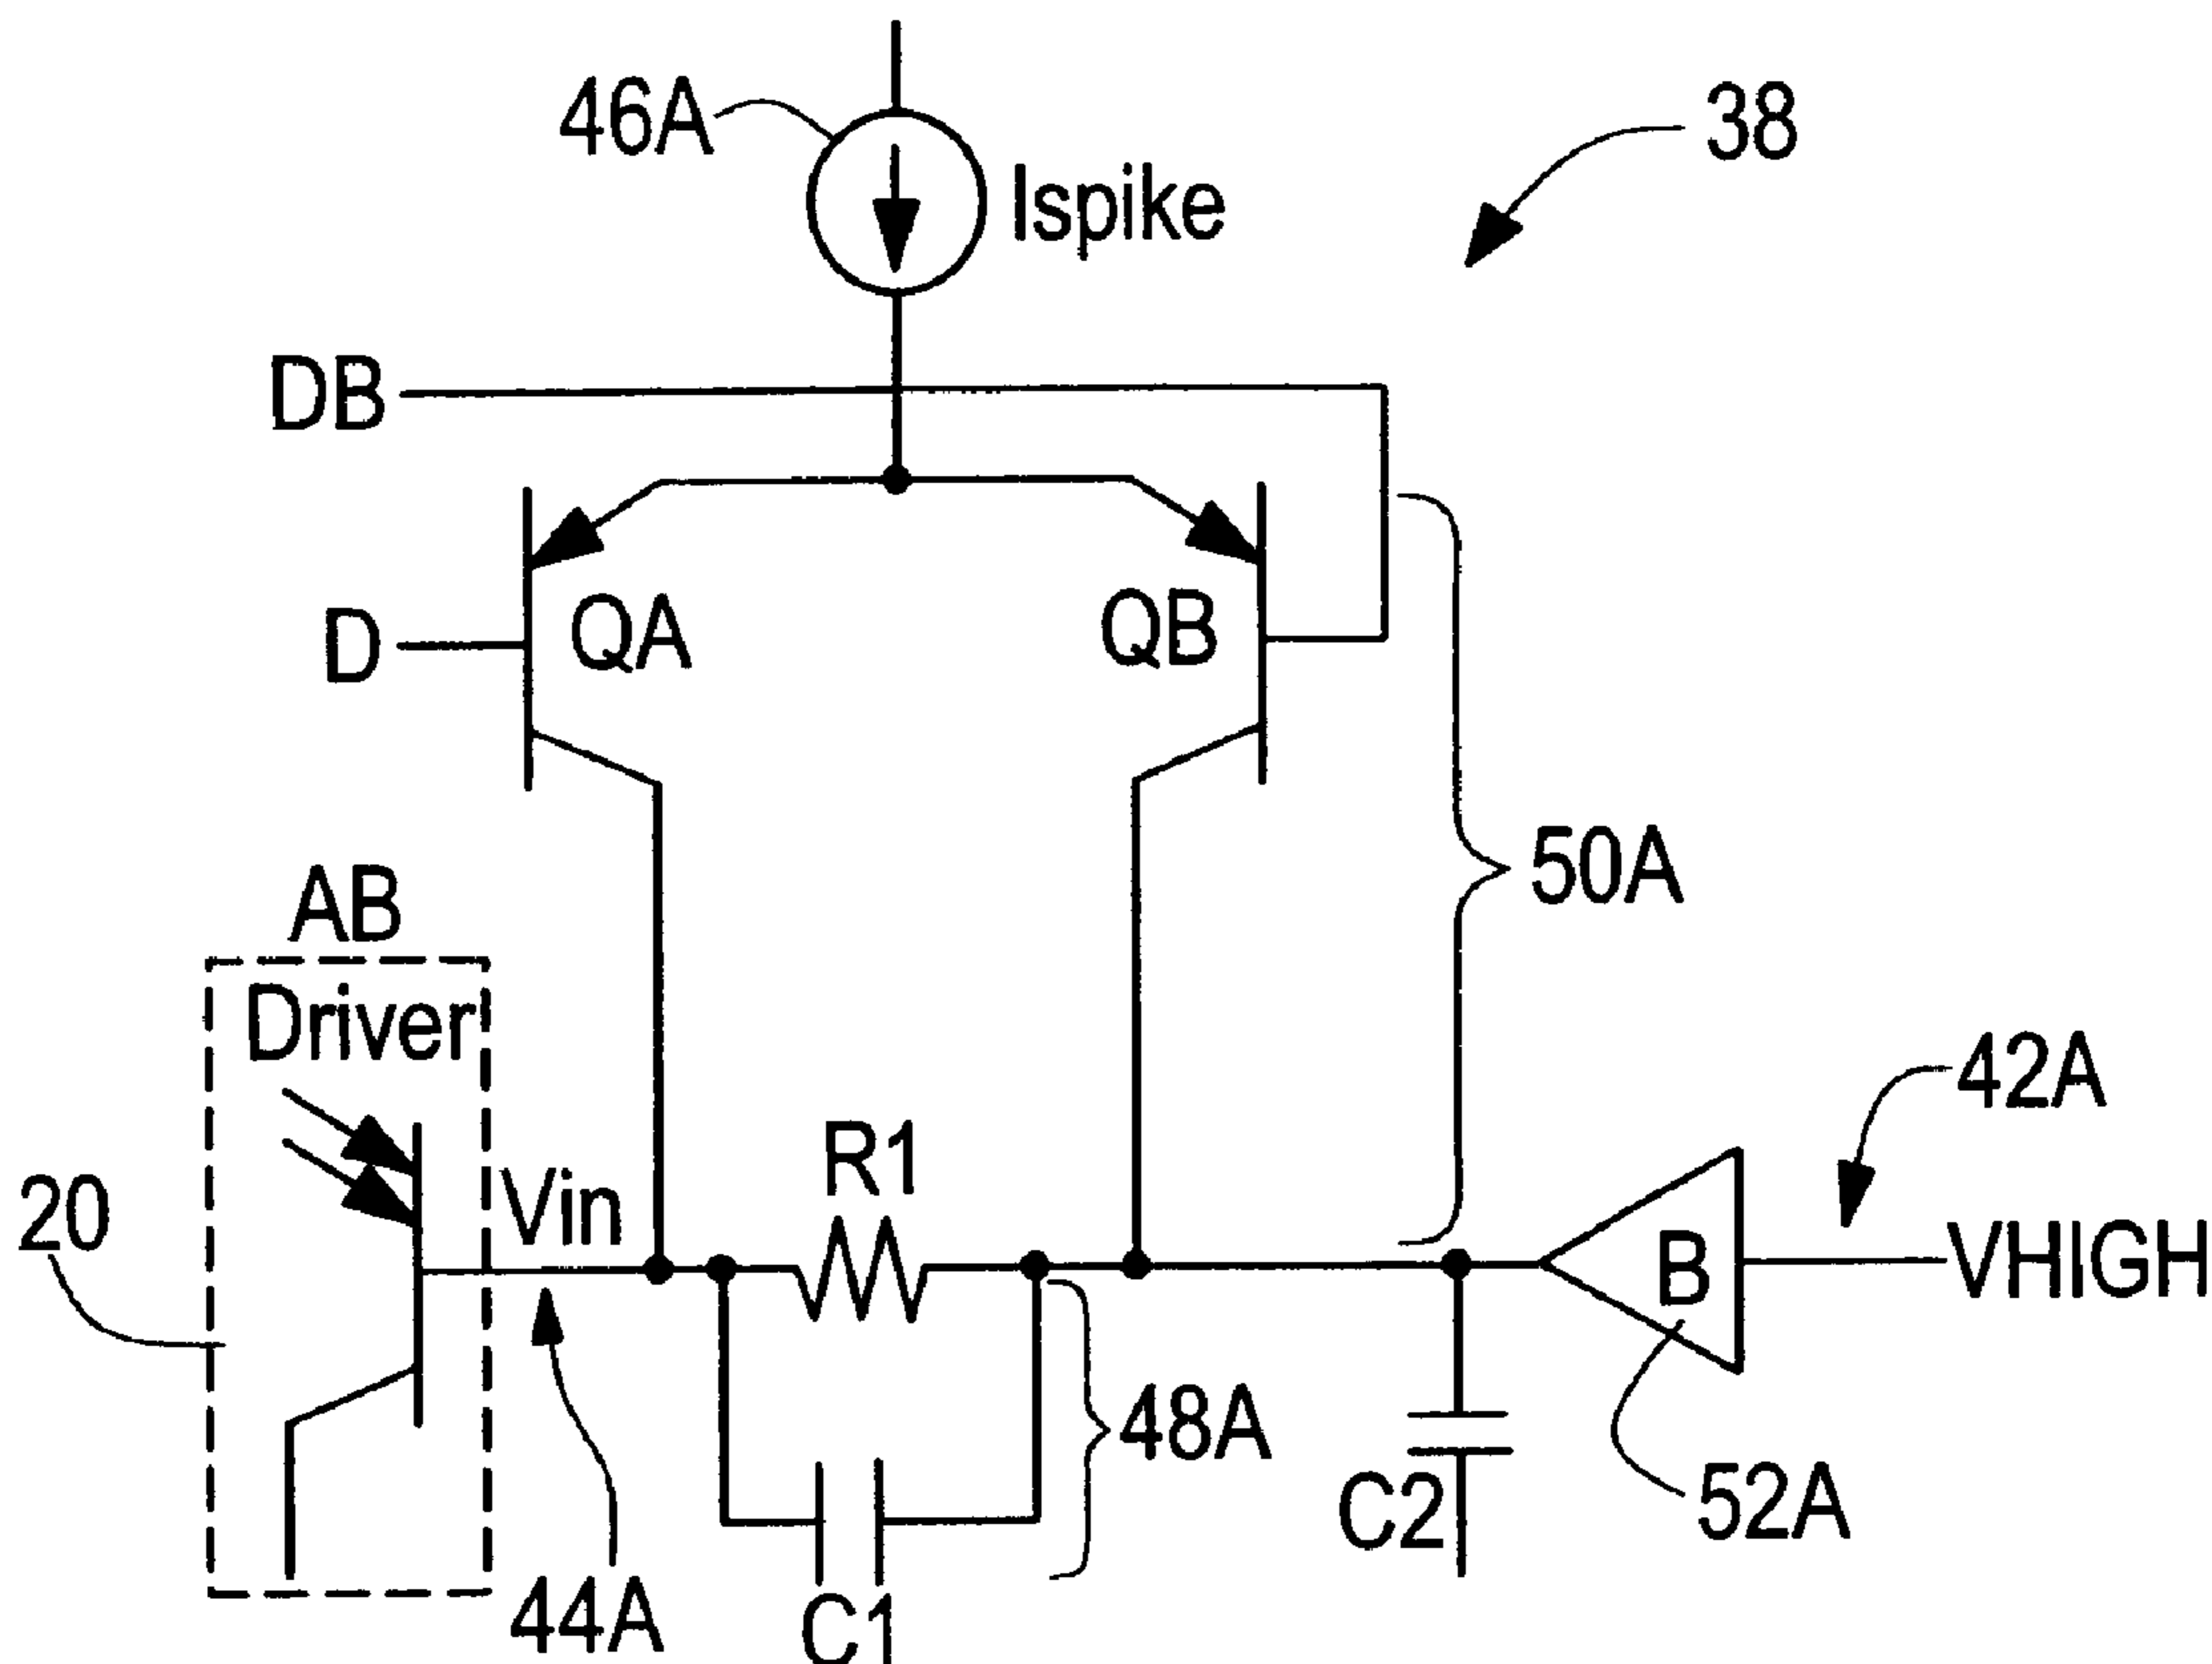 46A
38
Ispike
DB
D
QA
QB
50A
AB
Driver
42A
R1
20
Vin
B
VHIGH
48A
C2
52A
44A
C1